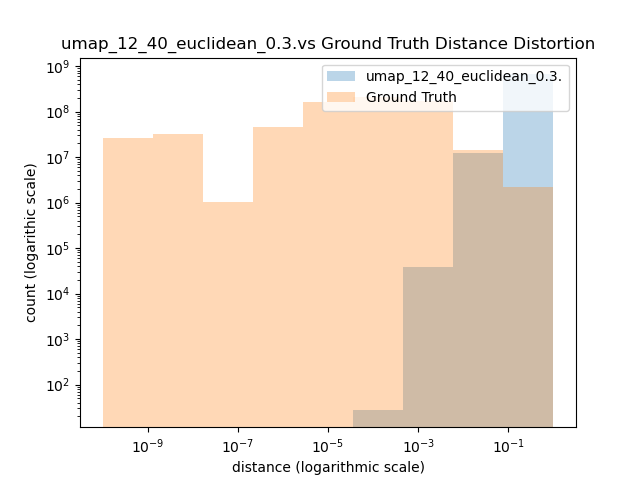 umap_12_40_euclidean_0.3.vs Ground Truth Distance Distortion
umap_12_40_euclidean_0.3.
Ground Truth
10⁹
10⁸
10⁷
10⁶
10⁵
10⁴
10³
10²
count (logarithic scale)
10⁻⁹
10⁻⁷
10⁻⁵
10⁻³
10⁻¹
distance (logarithmic scale)